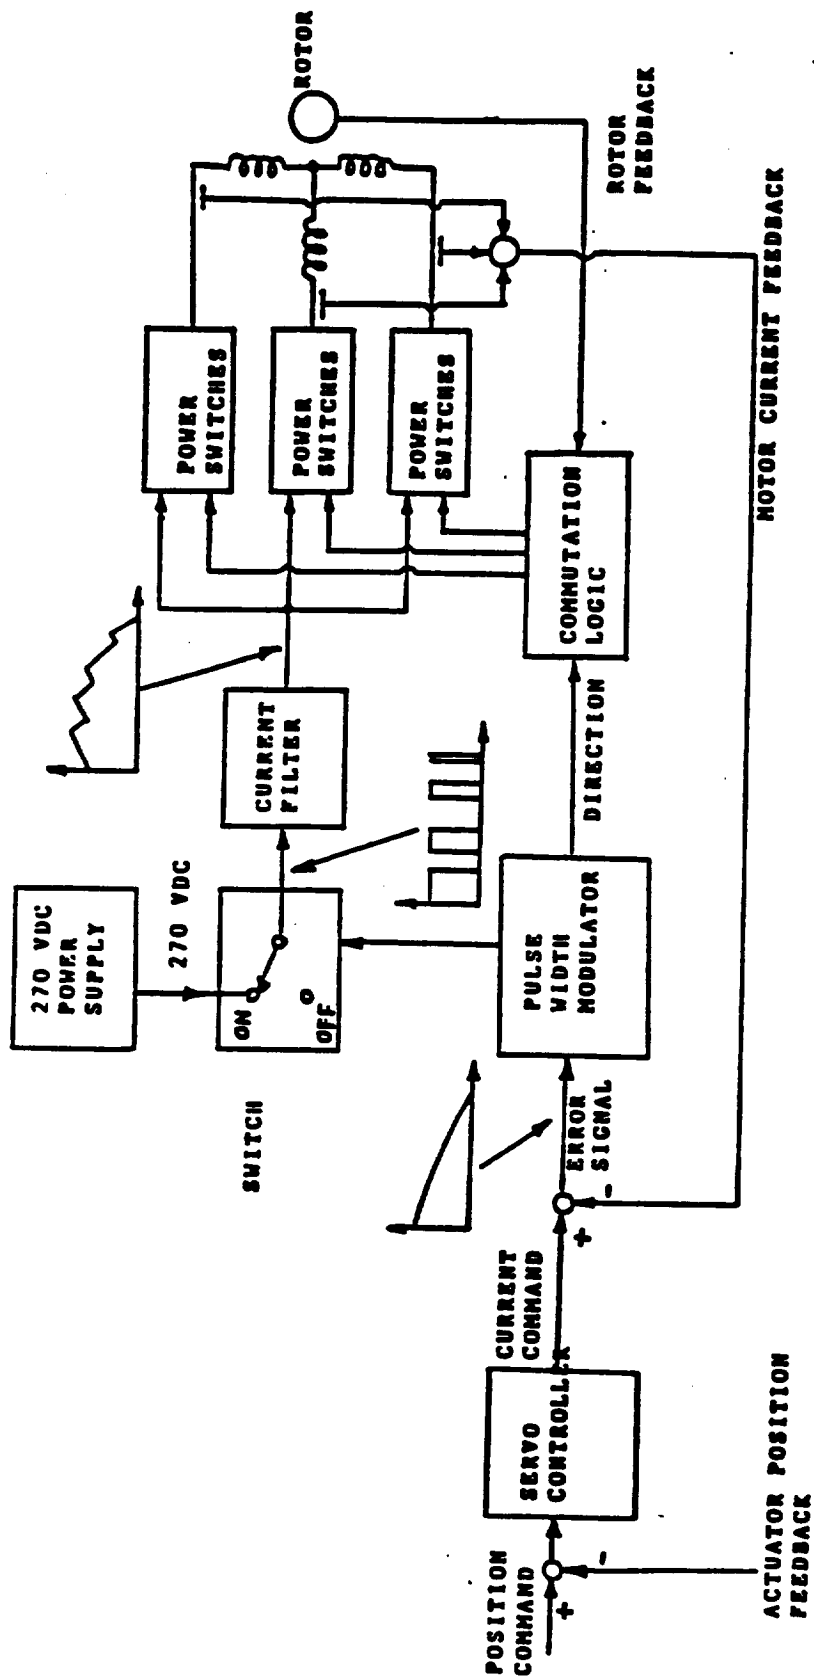 270 VDC
POWER
SUPPLY
270 VDC
SWITCH
ON
OFF
CURRENT
FILTER
POWER
SWITCHES
POWER
SWITCHES
POWER
SWITCHES
ROTOR
POSITION
COMMAND
+
-
ACTUATOR POSITION
FEEDBACK
SERVO
CONTROLLER
CURRENT
COMMAND
+
-
ERROR
SIGNAL
PULSE
WIDTH
MODULATOR
DIRECTION
COMMUTATION
LOGIC
ROTOR
FEEDBACK
MOTOR CURRENT FEEDBACK